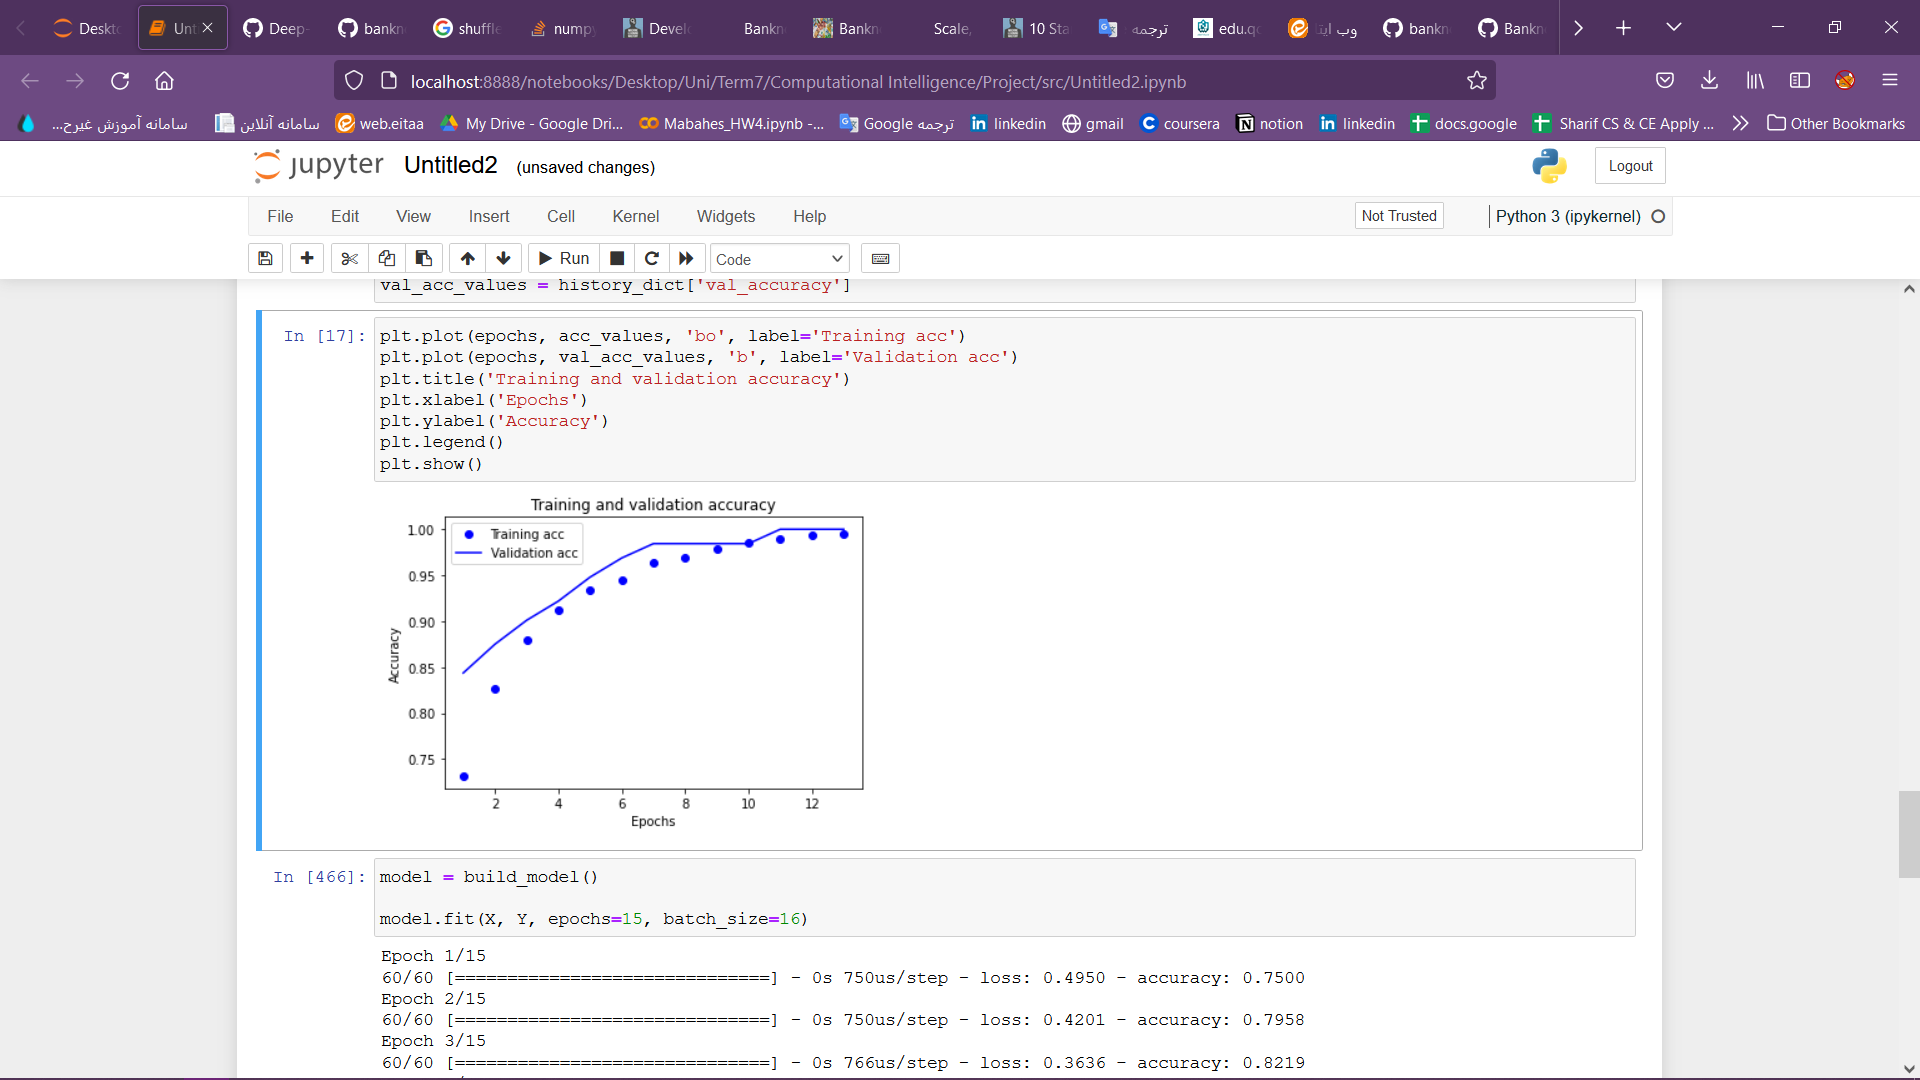 Deskt
Unt
Deep-
bankn
shuffle
nump
Develo
Bankn
Bankn
Scale,
10 Sta
ترجمه
edu.qc
وب ایتا
bankn
Bankn
localhost:8888/notebooks/Desktop/Uni/Term7/Computational Intelligence/Project/src/Untitled2.ipynb
سامانه آموزش غیرح...
سامانه آنلاین
web.eitaa
My Drive - Google Dri...
Mabahes_HW4.ipynb -...
Google ترجمه
linkedin
gmail
coursera
notion
linkedin
docs.google
Sharif CS & CE Apply ...
Other Bookmarks
jupyter Untitled2 (unsaved changes)
Logout
File Edit View Insert Cell Kernel Widgets Help
Not Trusted
Python 3 (ipykernel)
Run
Code
val_acc_values = history_dict['val_accuracy']
In [17]:
plt.plot(epochs, acc_values, 'bo', label='Training acc')
plt.plot(epochs, val_acc_values, 'b', label='Validation acc')
plt.title('Training and validation accuracy')
plt.xlabel('Epochs')
plt.ylabel('Accuracy')
plt.legend()
plt.show()
Training and validation accuracy
Training acc
Validation acc
1.00
0.95
0.90
0.85
0.80
0.75
Accuracy
2 4 6 8 10 12
Epochs
In [466]:
model = build_model()
model.fit(X, Y, epochs=15, batch_size=16)
Epoch 1/15
60/60 [==============================] - 0s 750us/step - loss: 0.4950 - accuracy: 0.7500
Epoch 2/15
60/60 [==============================] - 0s 750us/step - loss: 0.4201 - accuracy: 0.7958
Epoch 3/15
60/60 [==============================] - 0s 766us/step - loss: 0.3636 - accuracy: 0.8219